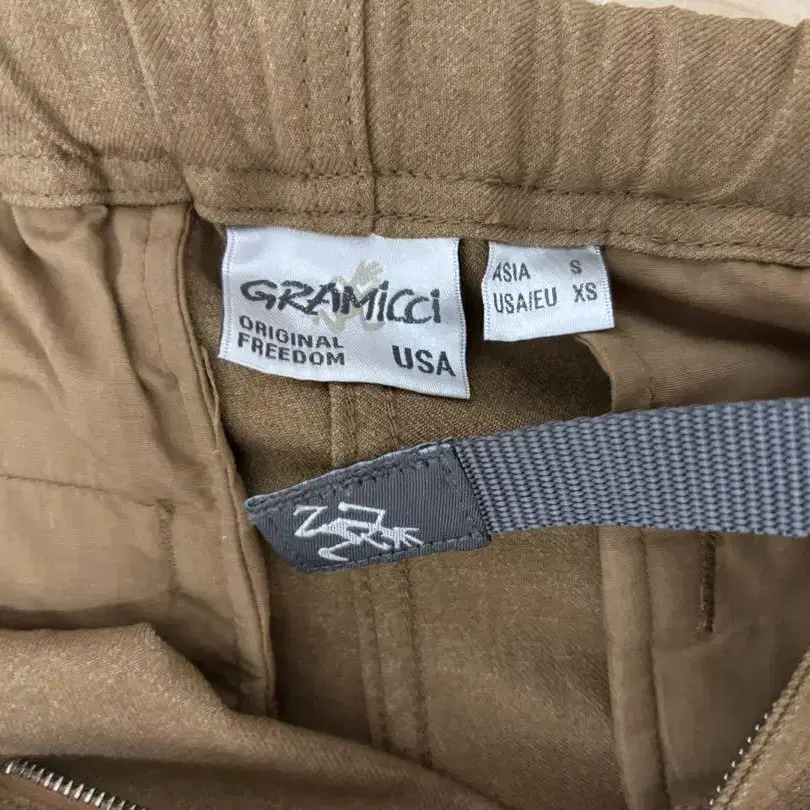 GRAMICCI
ORIGINAL
FREEDOM
USA
ASIA S
USA/EU XS